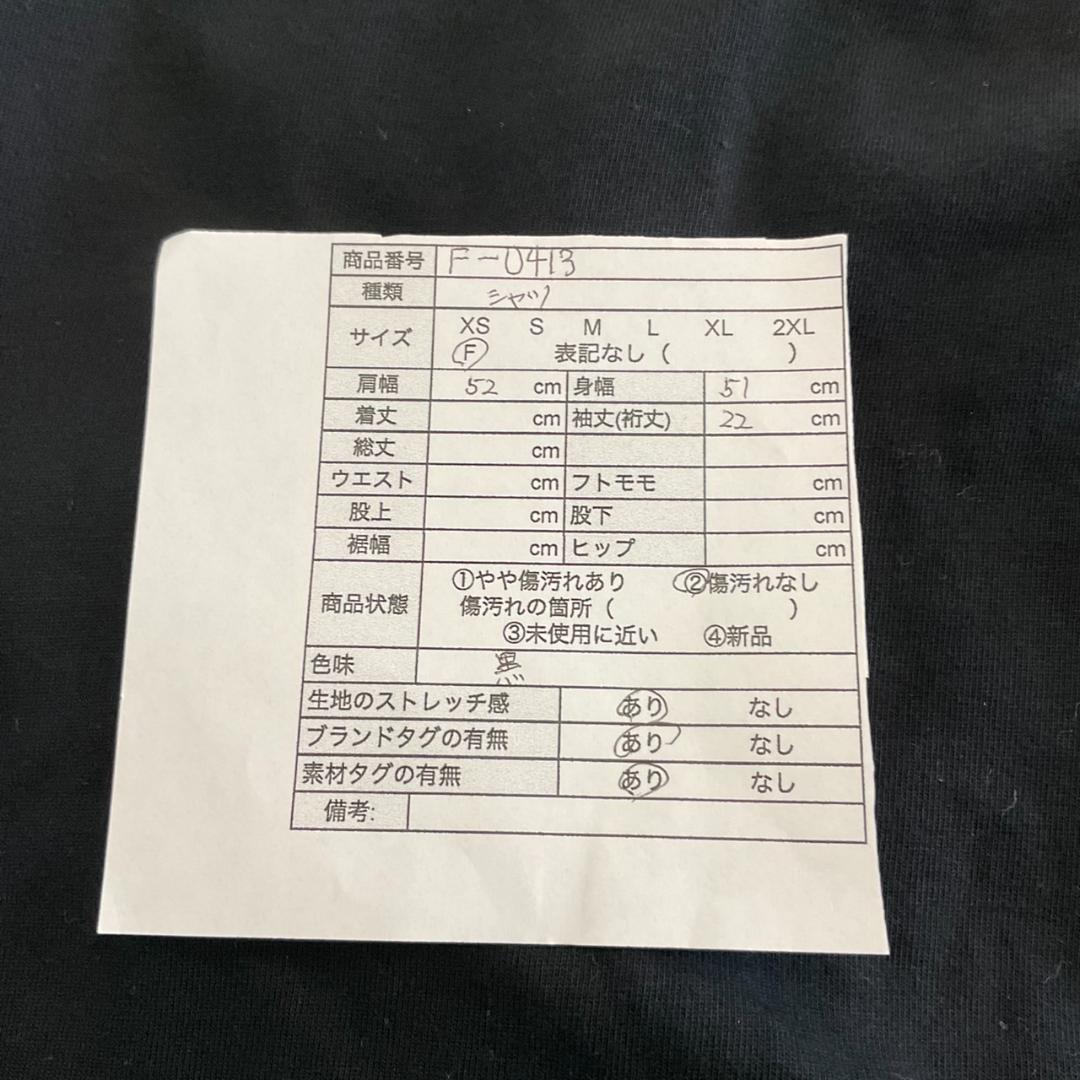 商品番号 F-0413
種類 シャツ
サイズ XS S M L XL 2XL
F 表記なし ( )
肩幅 52 cm 身幅 51 cm
着丈 cm 袖丈(裄丈) 22 cm
総丈 cm
ウエスト cm フトモモ cm
股上 cm 股下 cm
裾幅 cm ヒップ cm
商品状態 ①やや傷汚れあり ②傷汚れなし
傷汚れの箇所 ( )
③未使用に近い ④新品
色味 黒
生地のストレッチ感 あり なし
ブランドタグの有無 あり なし
素材タグの有無 あり なし
備考: